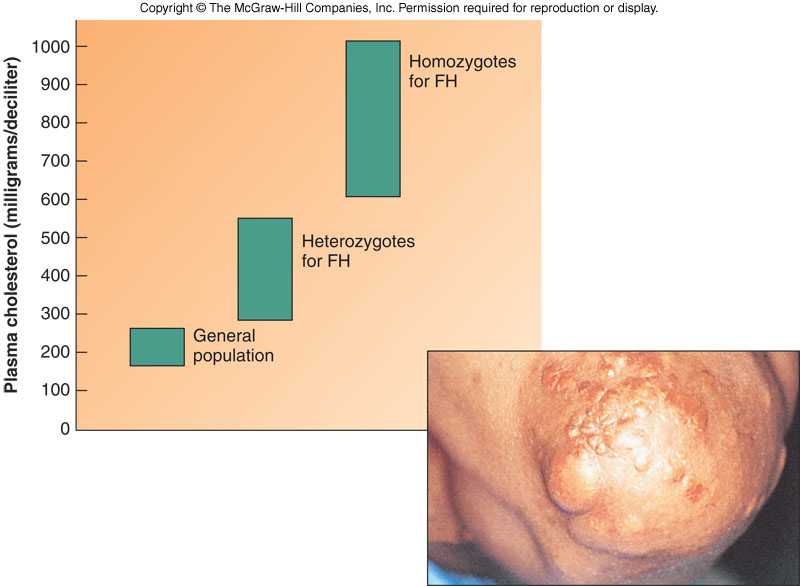 Copyright © The McGraw-Hill Companies, Inc. Permission required for reproduction or display.
Plasma cholesterol (milligrams/deciliter)
1000
900
800
700
600
500
400
300
200
100
0
Homozygotes
for FH
Heterozygotes
for FH
General
population